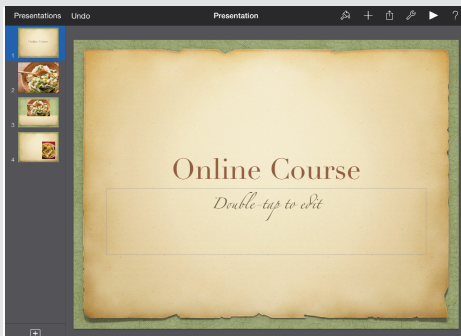 Presentations Undo Presentation ?
1
2
3
4
Online Course
Double-tap to edit